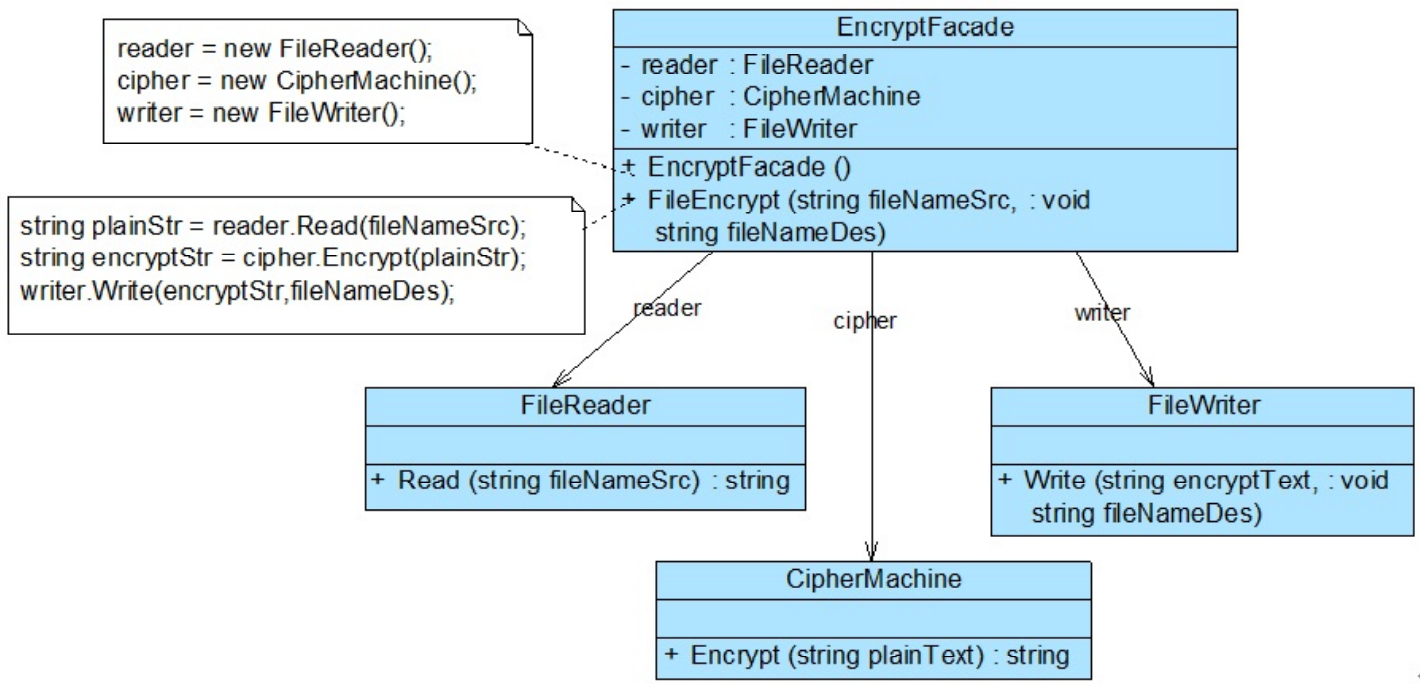 reader = new FileReader();
cipher = new CipherMachine();
writer = new FileWriter();
string plainStr = reader.Read(fileNameSrc);
string encryptStr = cipher.Encrypt(plainStr);
writer.Write(encryptStr,fileNameDes);
EncryptFacade
- reader : FileReader
- cipher : CipherMachine
- writer : FileWriter
+ EncryptFacade ()
+ FileEncrypt (string fileNameSrc, : void
string fileNameDes)
reader
cipher
writer
FileReader
+ Read (string fileNameSrc) : string
FileWriter
+ Write (string encryptText, : void
string fileNameDes)
CipherMachine
+ Encrypt (string plainText) : string